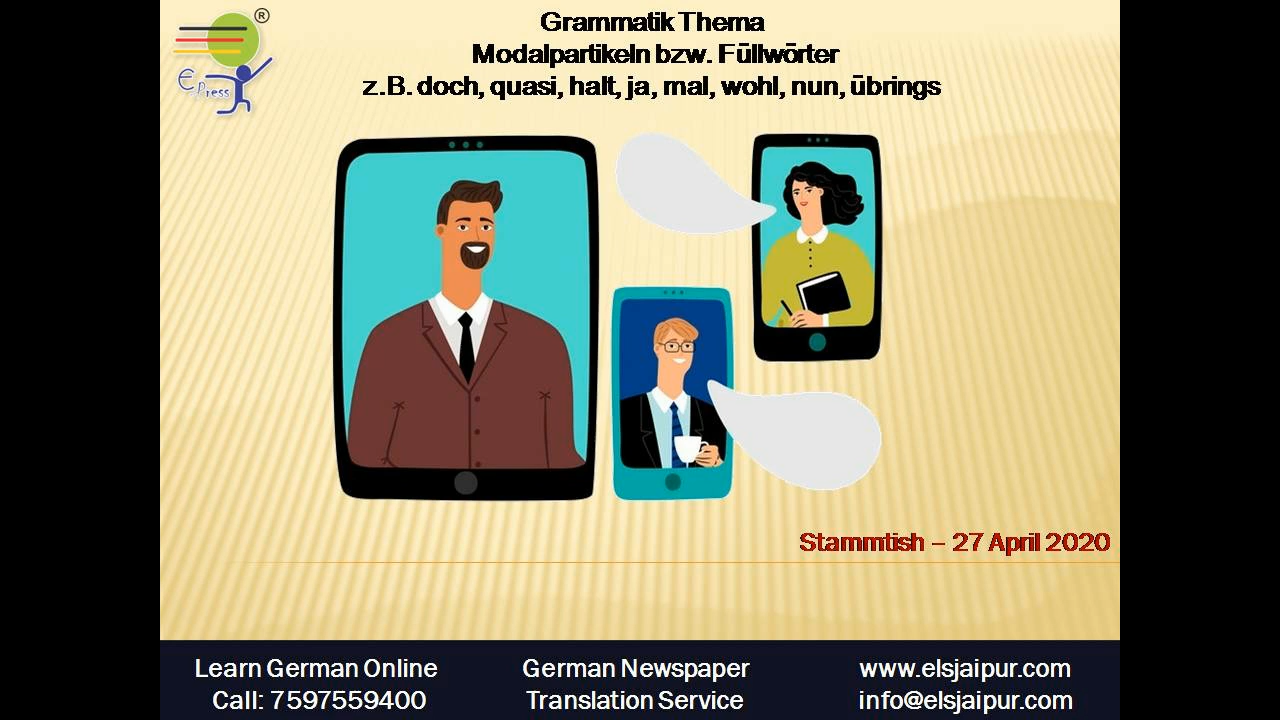 ®
Grammatik Thema
Modalpartikeln bzw. Füllwörter
z.B. doch, quasi, halt, ja, mal, wohl, nun, übrings
E Press
Stammtish – 27 April 2020
Learn German Online
Call: 7597559400
German Newspaper
Translation Service
www.elsjaipur.com
info@elsjaipur.com